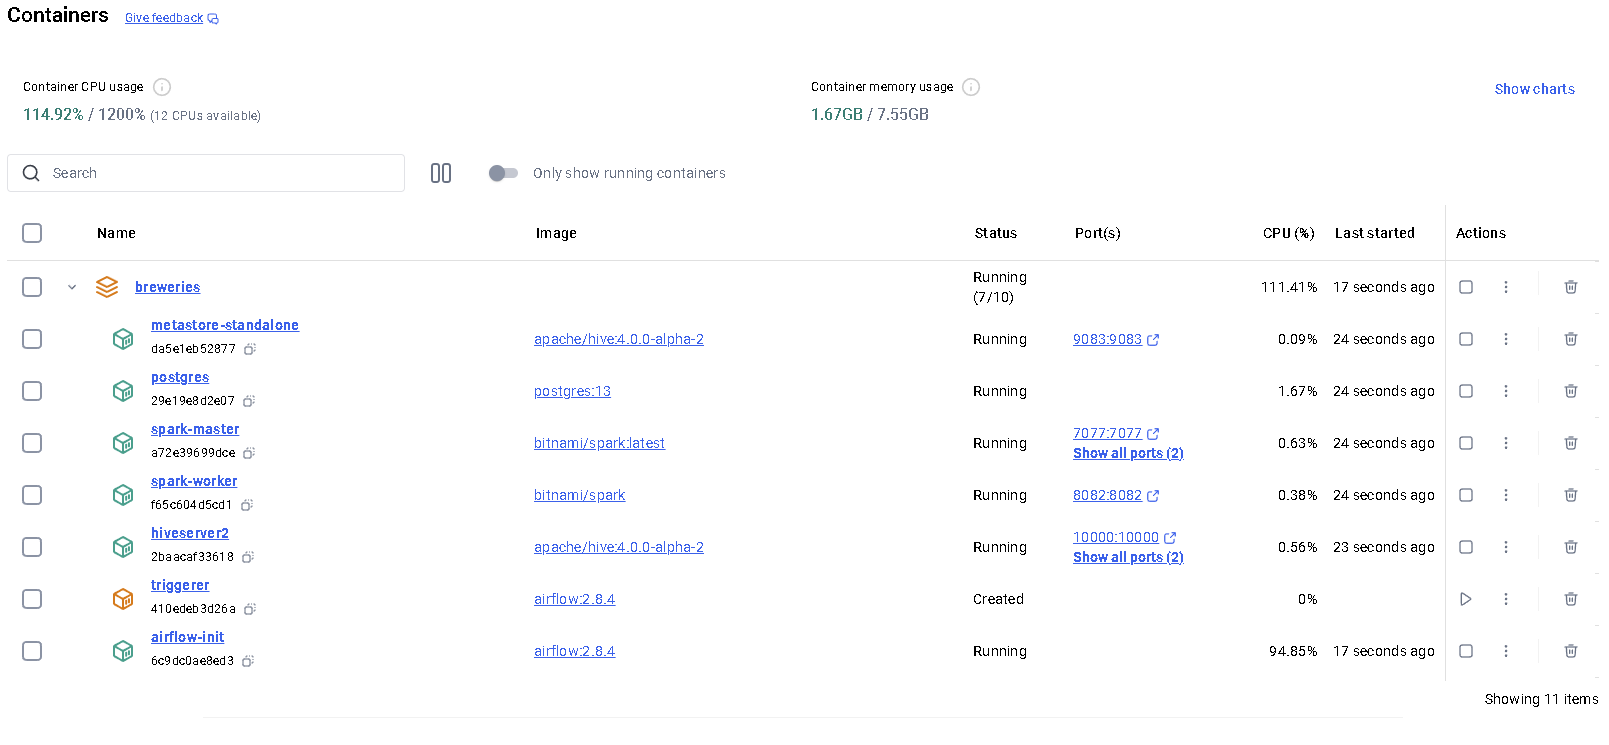 Containers Give feedback
Container CPU usage
114.92% / 1200% (12 CPUs available)
Container memory usage
1.67GB / 7.55GB
Show charts
Search
Only show running containers
Name Image Status Port(s) CPU (%) Last started Actions
breweries Running (7/10) 111.41% 17 seconds ago
metastore-standalone
da5e1eb52877 apache/hive:4.0.0-alpha-2 Running 9083:9083 0.09% 24 seconds ago
postgres
29e19e8d2e07 postgres:13 Running 1.67% 24 seconds ago
spark-master
a72e39699dce bitnami/spark:latest Running 7077:7077 0.63% 24 seconds ago
Show all ports (2)
spark-worker
f65c604d5cd1 bitnami/spark Running 8082:8082 0.38% 24 seconds ago
hiveserver2
2baacaf33618 apache/hive:4.0.0-alpha-2 Running 10000:10000 0.56% 23 seconds ago
Show all ports (2)
triggerer
410edeb3d26a airflow:2.8.4 Created 0%
airflow-init
6c9dc0ae8ed3 airflow:2.8.4 Running 94.85% 17 seconds ago
Showing 11 items